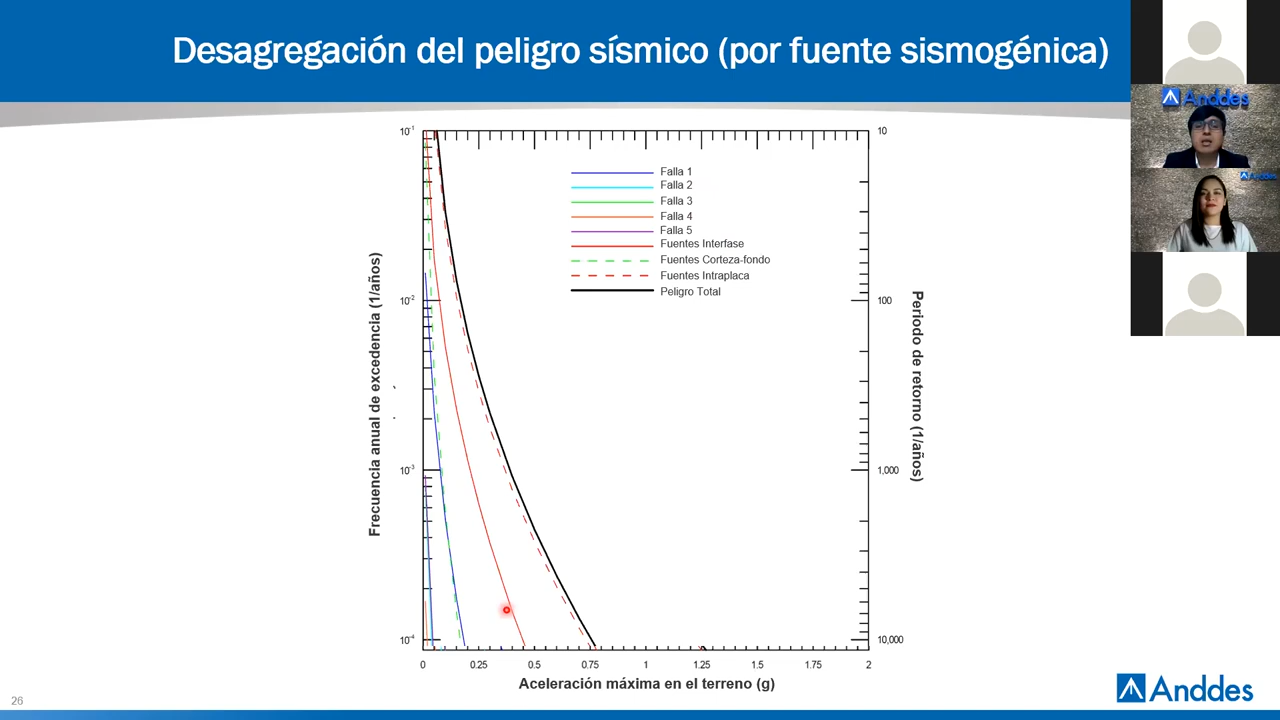 Desagregación del peligro sísmico (por fuente sismogénica)
Anddes
Anddes
10-1
10-2
10-3
10-4
Frecuencia anual de excedencia (1/años)
Falla 1
Falla 2
Falla 3
Falla 4
Falla 5
Fuentes Interfase
Fuentes Corteza-fondo
Fuentes Intraplaca
Peligro Total
10
100
1,000
10,000
Periodo de retorno (1/años)
0 0.25 0.5 0.75 1 1.25 1.5 1.75 2
Aceleración máxima en el terreno (g)
26
Anddes